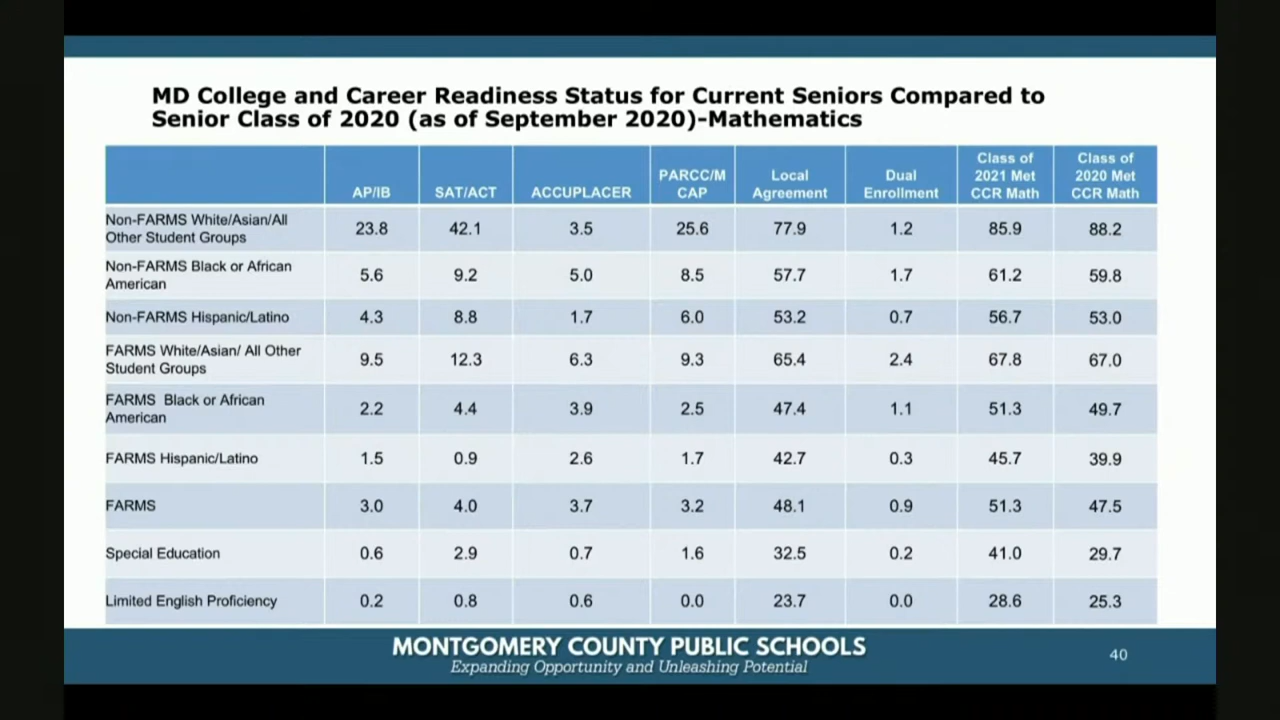 MD College and Career Readiness Status for Current Seniors Compared to
Senior Class of 2020 (as of September 2020)-Mathematics
AP/IB SAT/ACT ACCUPLACER PARCC/M CAP Local Agreement Dual Enrollment Class of 2021 Met CCR Math Class of 2020 Met CCR Math
Non-FARMS White/Asian/All Other Student Groups 23.8 42.1 3.5 25.6 77.9 1.2 85.9 88.2
Non-FARMS Black or African American 5.6 9.2 5.0 8.5 57.7 1.7 61.2 59.8
Non-FARMS Hispanic/Latino 4.3 8.8 1.7 6.0 53.2 0.7 56.7 53.0
FARMS White/Asian/ All Other Student Groups 9.5 12.3 6.3 9.3 65.4 2.4 67.8 67.0
FARMS Black or African American 2.2 4.4 3.9 2.5 47.4 1.1 51.3 49.7
FARMS Hispanic/Latino 1.5 0.9 2.6 1.7 42.7 0.3 45.7 39.9
FARMS 3.0 4.0 3.7 3.2 48.1 0.9 51.3 47.5
Special Education 0.6 2.9 0.7 1.6 32.5 0.2 41.0 29.7
Limited English Proficiency 0.2 0.8 0.6 0.0 23.7 0.0 28.6 25.3
MONTGOMERY COUNTY PUBLIC SCHOOLS
Expanding Opportunity and Unleashing Potential
40